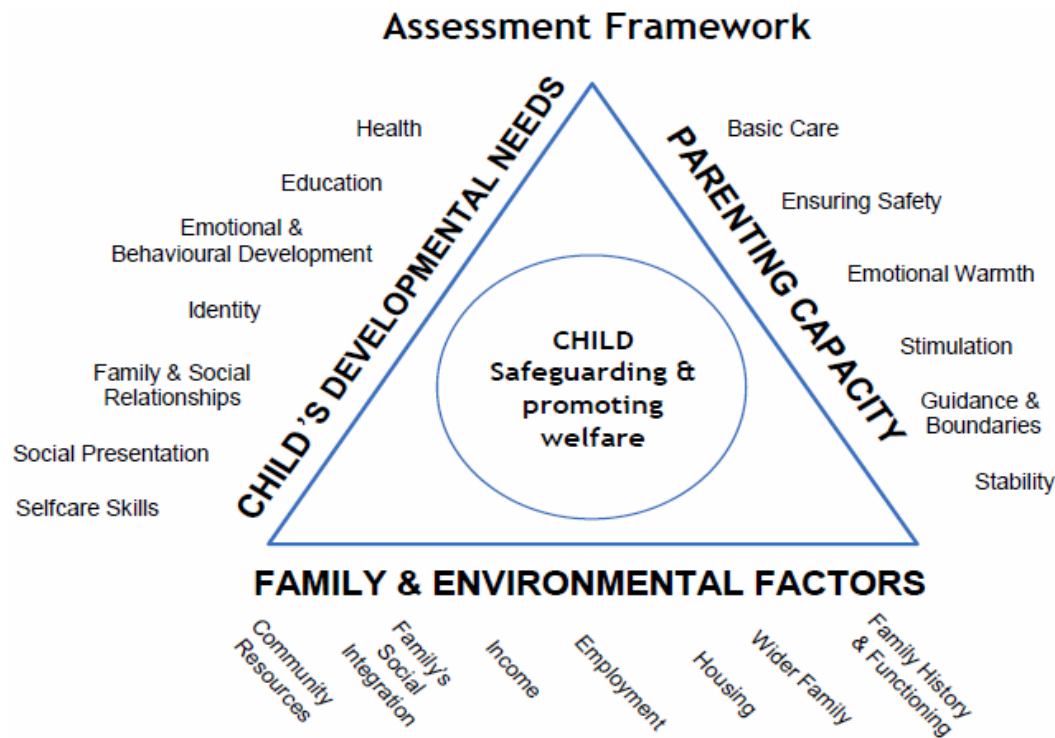 Assessment Framework
CHILD'S DEVELOPMENTAL NEEDS
Health
Education
Emotional &
Behavioural Development
Identity
Family & Social
Relationships
Social Presentation
Selfcare Skills
PARENTING CAPACITY
Basic Care
Ensuring Safety
Emotional Warmth
Stimulation
Guidance &
Boundaries
Stability
CHILD
Safeguarding &
promoting
welfare
FAMILY & ENVIRONMENTAL FACTORS
Community
Resources
Family's
Social
Integration
Income
Employment
Housing
Wider Family
Family History
& Functioning